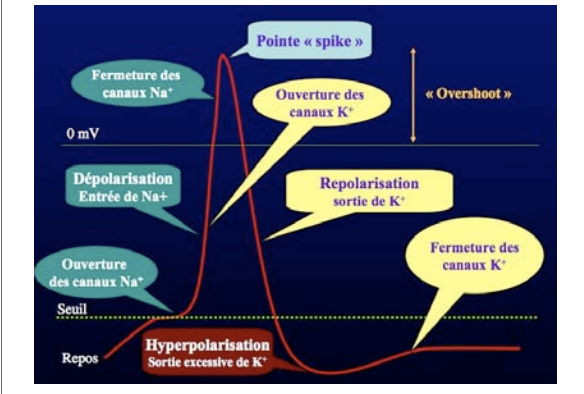 Pointe « spike »
Fermeture des
canaux Na⁺
Ouverture des
canaux K⁺
« Overshoot »
0 mV
Dépolarisation
Entrée de Na+
Repolarisation
sortie de K⁺
Fermeture des
canaux K⁺
Ouverture
des canaux Na⁺
Seuil
Hyperpolarisation
Sortie excessive de K⁺
Repos